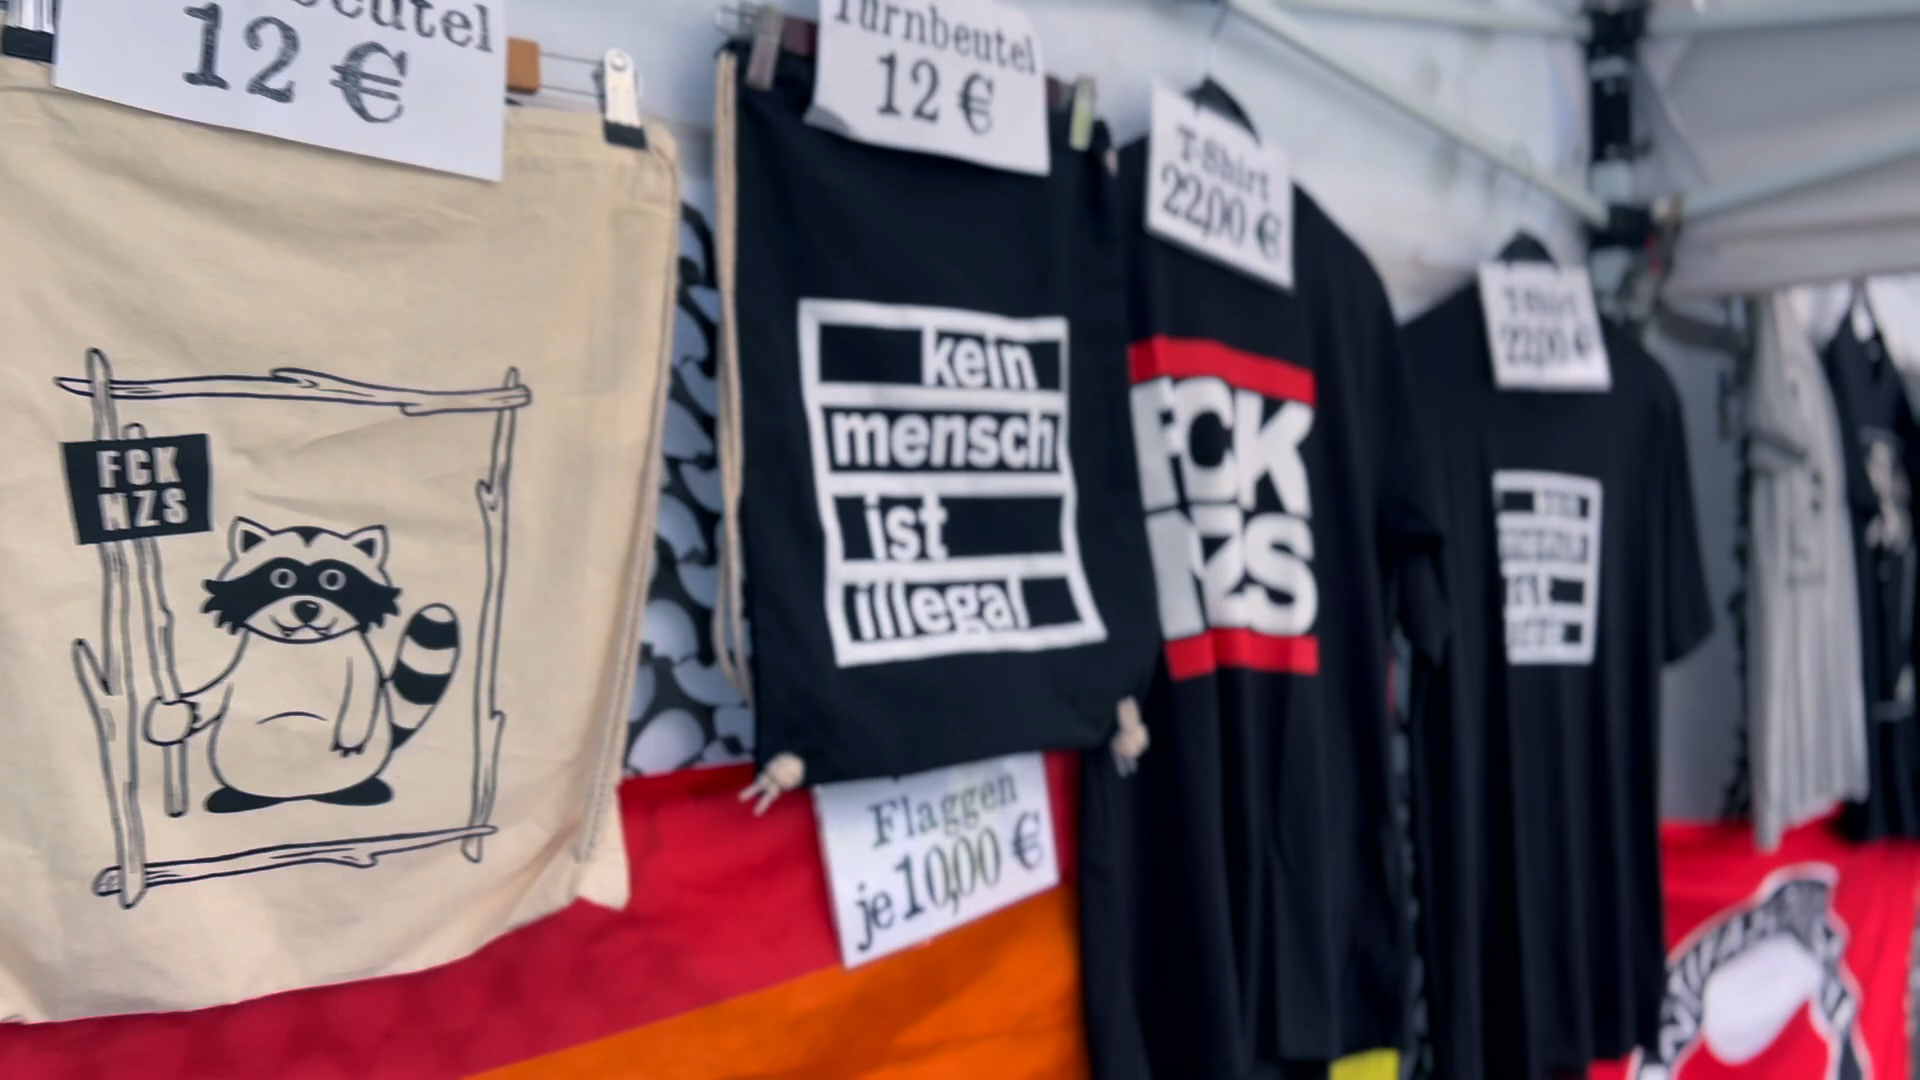 12 €
FCK
NZS
Turnbeutel
12 €
kein
mensch
ist
illegal
Flaggen
je 10,00 €
T-Shirt
22,00 €
FCK
NZS
T-Shirt
22,00 €